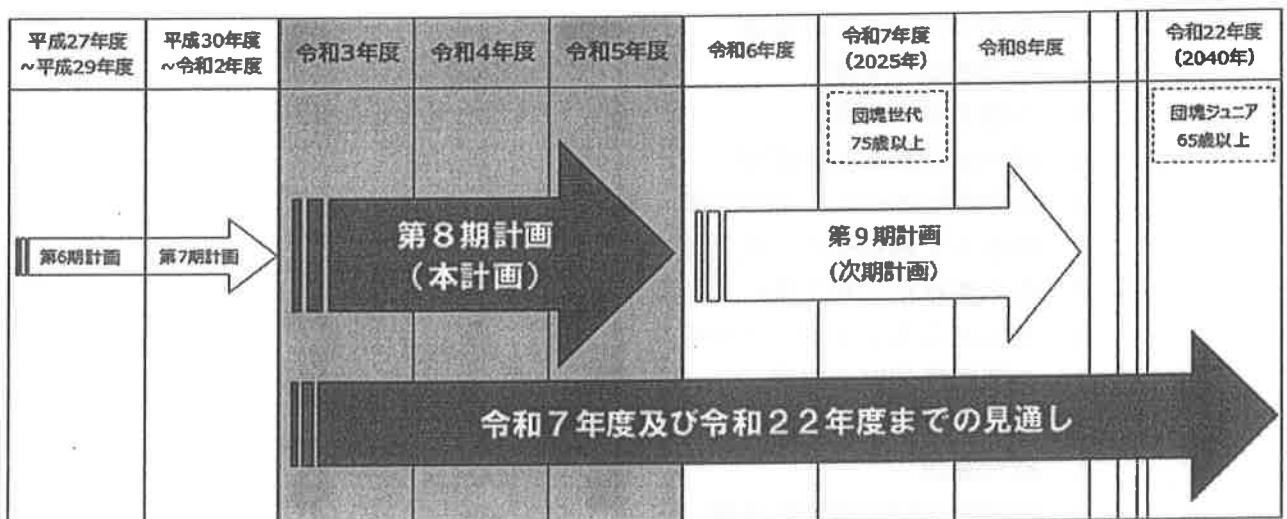 平成27年度
~平成29年度
平成30年度
~令和2年度
令和3年度
令和4年度
令和5年度
令和6年度
令和7年度
(2025年)
令和8年度
令和22年度
(2040年)
団塊世代
75歳以上
団塊ジュニア
65歳以上
第6期計画
第7期計画
第8期計画
(本計画)
第9期計画
(次期計画)
令和7年度及び令和22年度までの見通し